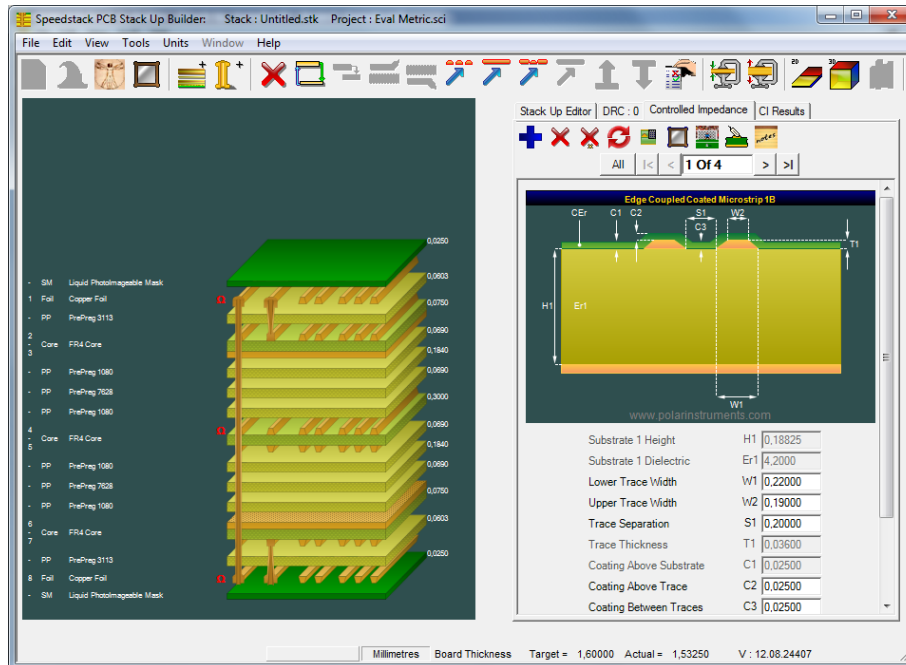 Speedstack PCB Stack Up Builder: Stack : Untitled.stk Project : Eval Metric.sci
File Edit View Tools Units Window Help
Stack Up Editor DRC : 0 Controlled Impedance CI Results
All |< < 1 Of 4 > >|
Edge Coupled Coated Microstrip 1B
CEr C1 C2 S1 C3 W2 T1
H1 Er1
W1
www.polarinstruments.com
0,0250
0,0603
0,0750
0,0690
0,1840
0,0690
0,3000
0,0690
0,1840
0,0690
0,0750
0,0603
0,0250
- SM Liquid PhotoImageable Mask
1 Foil Copper Foil Ω
- PP PrePreg 3113
2 - 3 Core FR4 Core
- PP PrePreg 1080
- PP PrePreg 7628
- PP PrePreg 1080
4 - 5 Core FR4 Core Ω
- PP PrePreg 1080
- PP PrePreg 7628
- PP PrePreg 1080
6 - 7 Core FR4 Core
- PP PrePreg 3113
8 Foil Copper Foil Ω
- SM Liquid PhotoImageable Mask
Substrate 1 Height H1 0,18825
Substrate 1 Dielectric Er1 4,2000
Lower Trace Width W1 0,22000
Upper Trace Width W2 0,19000
Trace Separation S1 0,20000
Trace Thickness T1 0,03600
Coating Above Substrate C1 0,02500
Coating Above Trace C2 0,02500
Coating Between Traces C3 0,02500
Millimetres Board Thickness Target = 1,60000 Actual = 1,53250 V : 12.08.24407